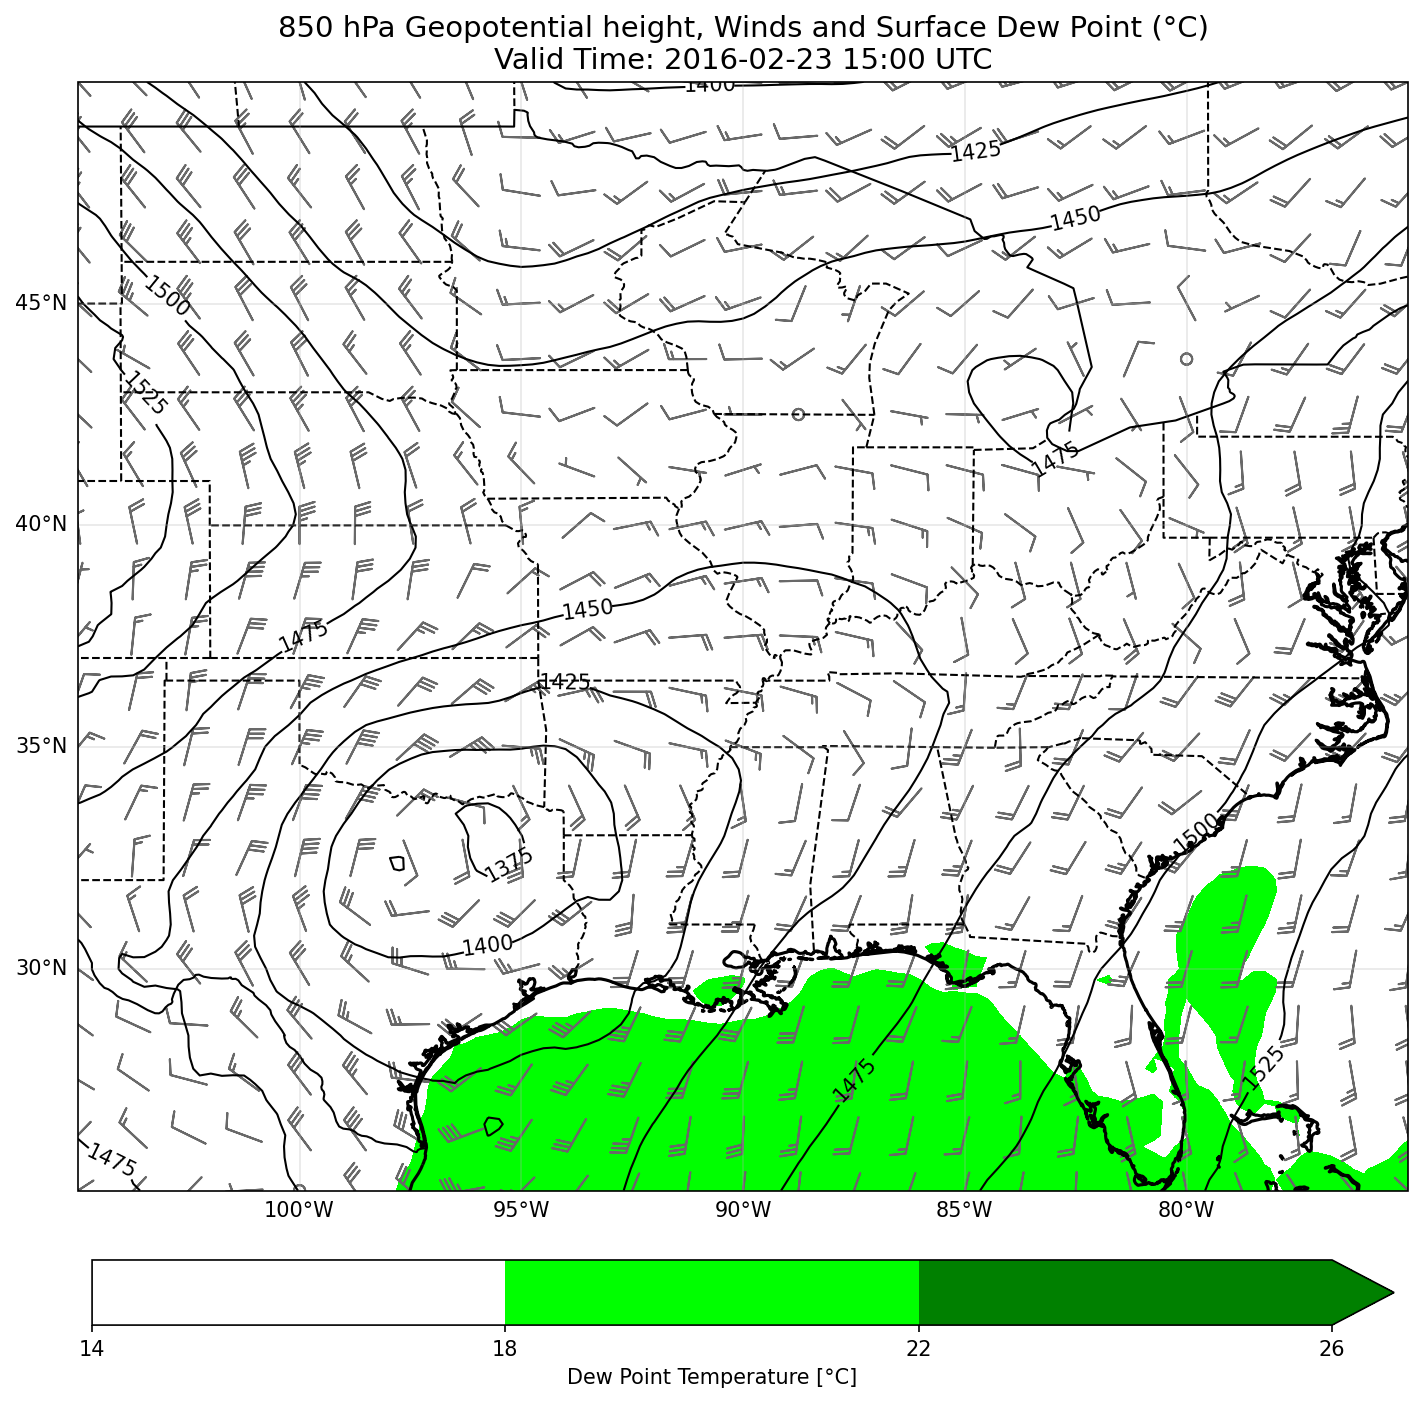 850 hPa Geopotential height, Winds and Surface Dew Point (°C)
Valid Time: 2016-02-23 15:00 UTC
1400
1425
1450
1500
45°N
1525
1475
40°N
1450
1475
1425
35°N
1500
1375
1400
30°N
1525
1475
1475
100°W 95°W 90°W 85°W 80°W
14 18 22 26
Dew Point Temperature [°C]